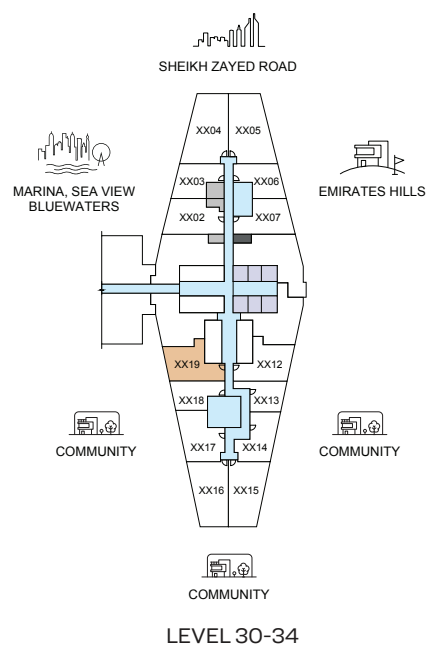 SHEIKH ZAYED ROAD
XX04 XX05
MARINA, SEA VIEW
BLUEWATERS
XX03 XX06
EMIRATES HILLS
XX02 XX07
XX19 XX12
XX18 XX13
COMMUNITY
XX17 XX14
COMMUNITY
XX16 XX15
COMMUNITY
LEVEL 30-34